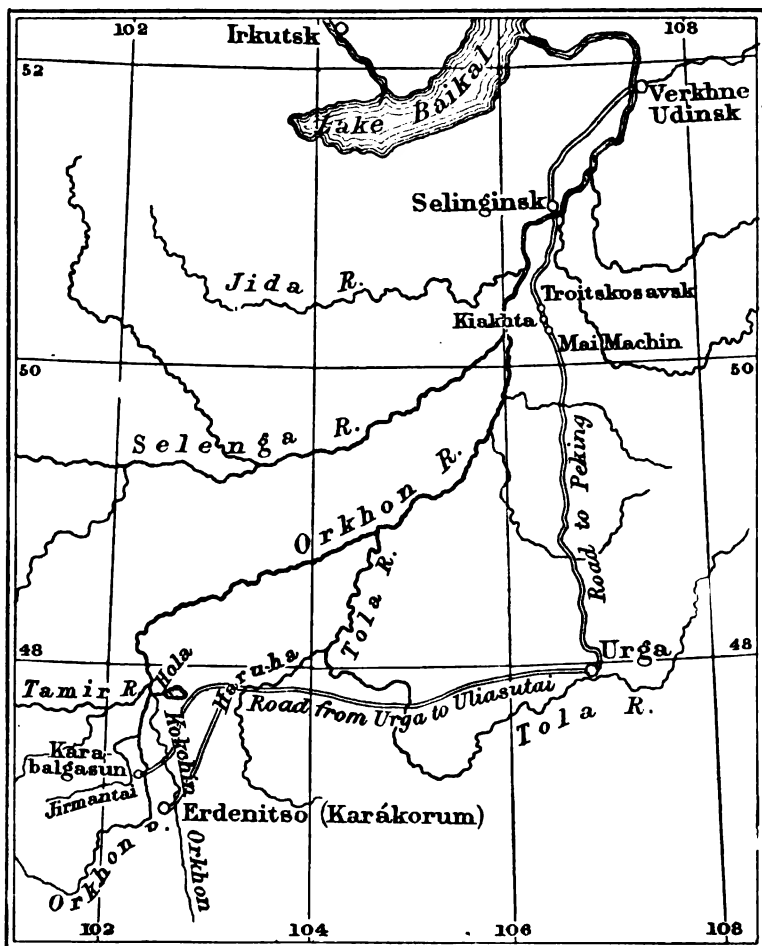 102
108
Irkutsk
52
Lake Baikal
Verkhne
Udinsk
Selinginsk
Jida R.
Troitskosavsk
Kiakhta
Mai Machin
50
50
Selenga R.
Orkhon R.
Road to Peking
Tola R.
48
Urga
48
Hola
Haruha
Tamir R.
Road from Urga to Uliasutai
Tola R.
Kokohin
Orkhon
Kara-
balgasun
Jirmantai
Erdenitso (Karákorum)
Orkhon R.
102
104
106
108